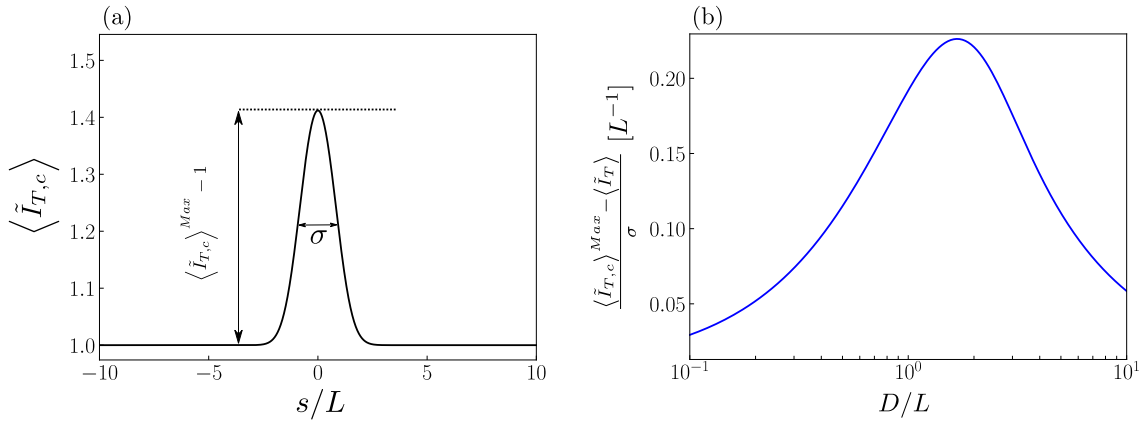 (a)
1.5
1.4
1.3
1.2
1.1
1.0
⟨Ĩ_{T,c}⟩
⟨Ĩ_{T,c}⟩^{Max} − 1
σ
−10
−5
0
5
10
s/L
(b)
0.20
0.15
0.10
0.05
\frac{⟨Ĩ_{T,c}⟩^{Max} − ⟨Ĩ_T⟩}{σ} [L^{−1}]
10^{−1}
10^0
10^1
D/L